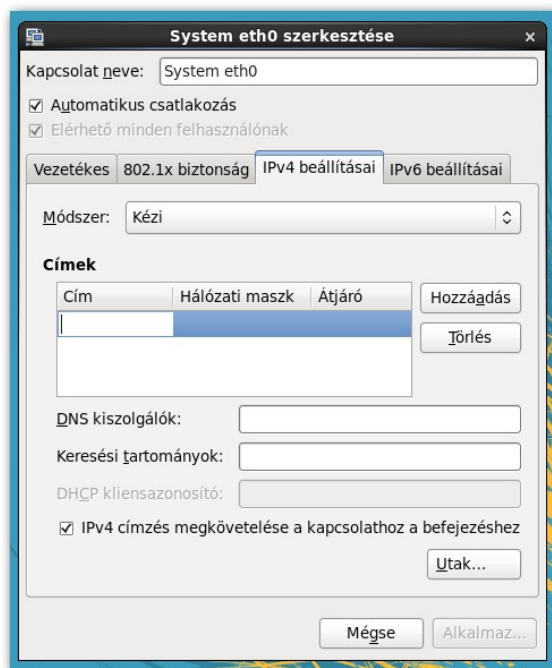 System eth0 szerkesztése
Kapcsolat neve: System eth0
Automatikus csatlakozás
Elérhető minden felhasználónak
Vezetékes 802.1x biztonság IPv4 beállításai IPv6 beállításai
Módszer: Kézi
Címek
Cím Hálózati maszk Átjáró Hozzáadás
Törlés
DNS kiszolgálók:
Keresési tartományok:
DHCP kliensazonosító:
IPv4 címzés megkövetelése a kapcsolathoz a befejezéshez
Utak...
Mégse Alkalmaz...